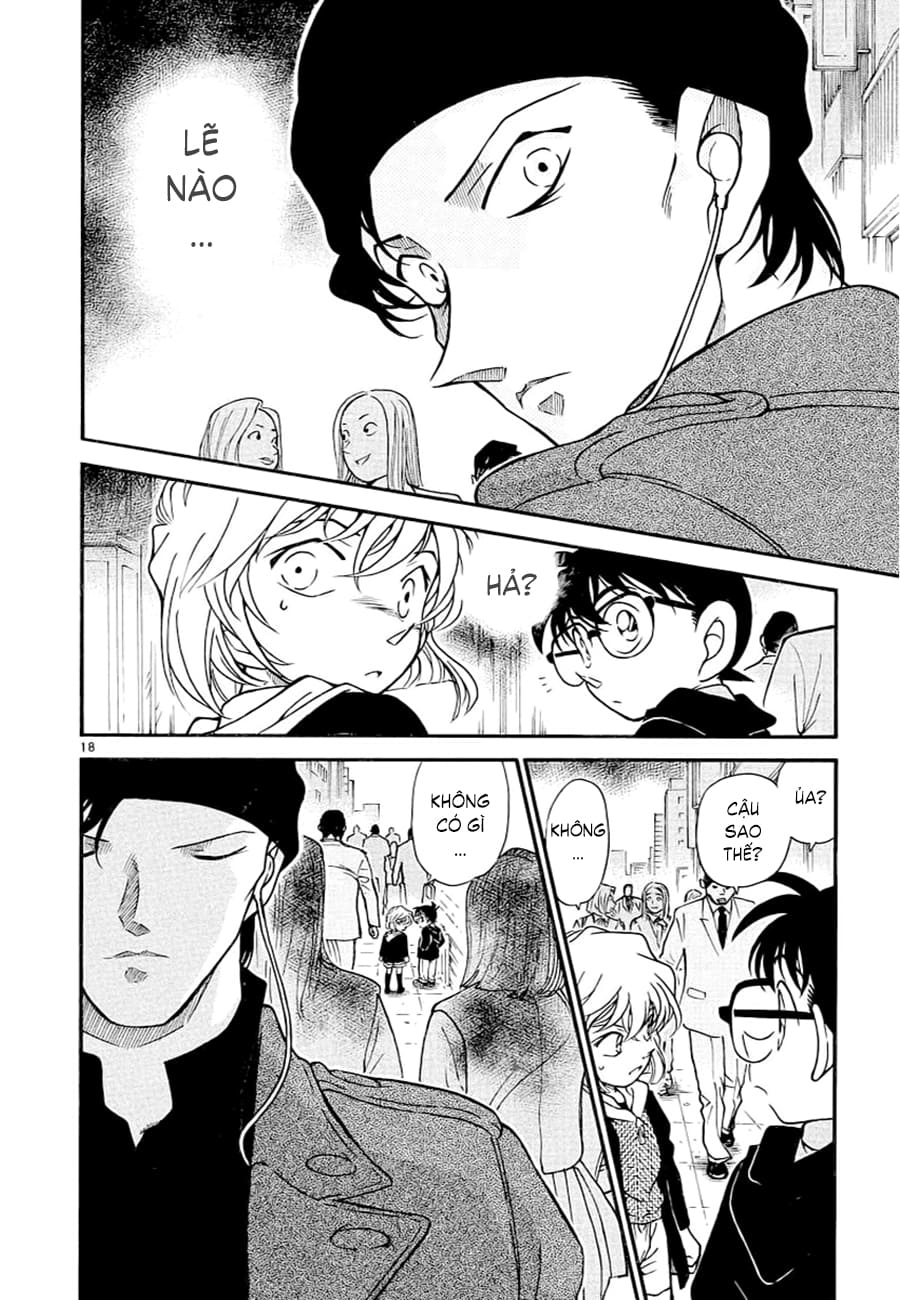 LẼ
NÀO
...
HẢ?
18
ỦA?
CẬU
SAO
THẾ?
KHÔNG
...
KHÔNG
CÓ GÌ
...